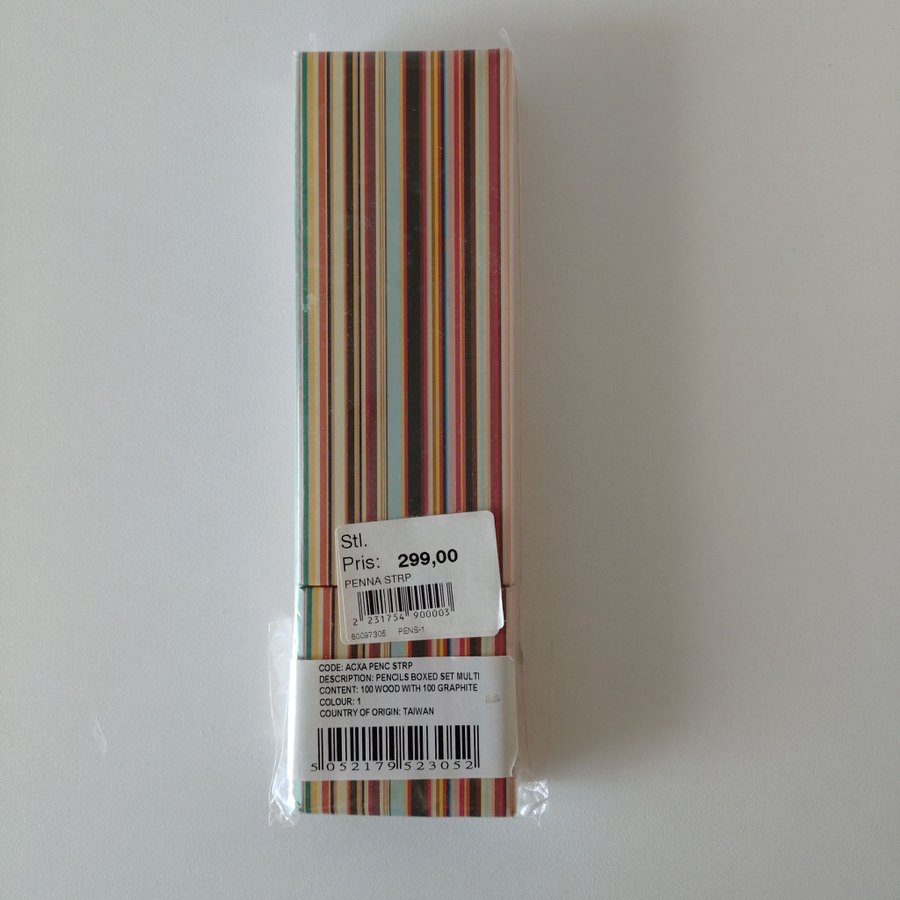 Stl.
Pris: 299,00
PENNA STRP
2 231754 900003
60097305 PENS-1
CODE: ACXA PENC STRP
DESCRIPTION: PENCILS BOXED SET MULTI
CONTENT: 100 WOOD WITH 100 GRAPHITE
COLOUR: 1
COUNTRY OF ORIGIN: TAIWAN
5 052179 523052